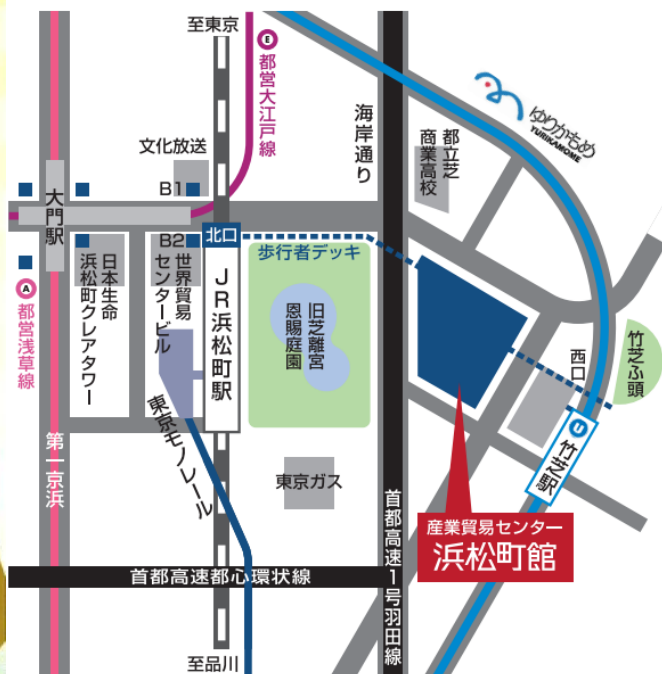 至東京
E
都営大江戸線
ゆりかもめ
YURIKAMOME
海岸通り
都立芝
商業高校
文化放送
B1
大門駅
北口
B2
歩行者デッキ
日本生命
浜松町クレアタワー
世界貿易
センタービル
JR浜松町駅
旧芝離宮
恩賜庭園
A
都営浅草線
西口
竹芝ふ頭
U
竹芝駅
第一京浜
東京モノレール
東京ガス
首都高速1号羽田線
産業貿易センター
浜松町館
首都高速都心環状線
至品川